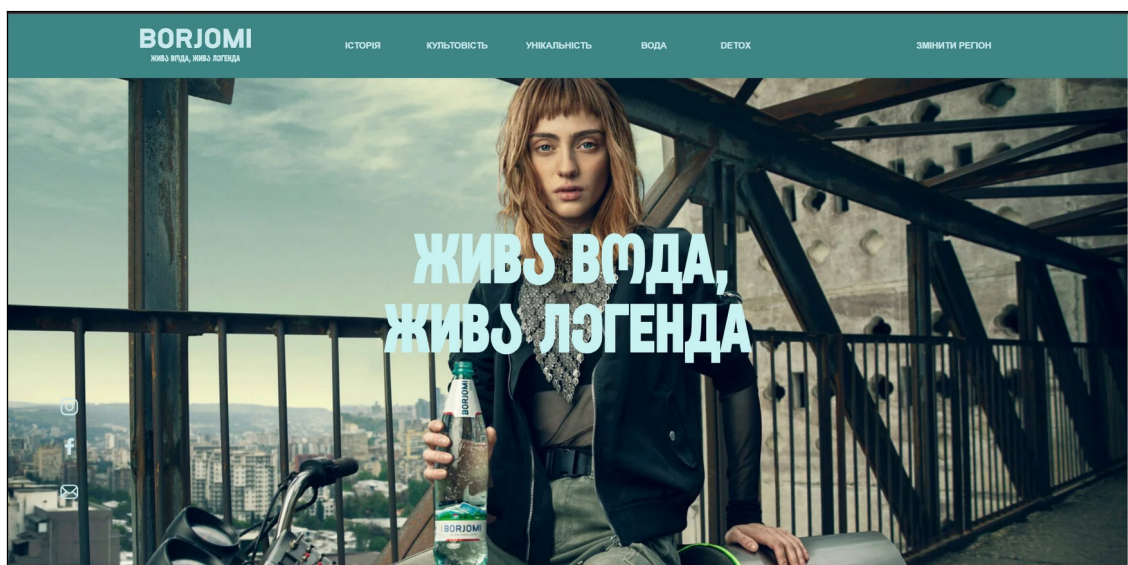 BORJOMI
ЖИВА ВОДА, ЖИВА ЛЕГЕНДА
ІСТОРІЯ
КУЛЬТОВІСТЬ
УНІКАЛЬНІСТЬ
ВОДА
DETOX
ЗМІНИТИ РЕГІОН
ЖИВА ВОДА,
ЖИВА ЛЕГЕНДА
BORJOMI
BORJOMI